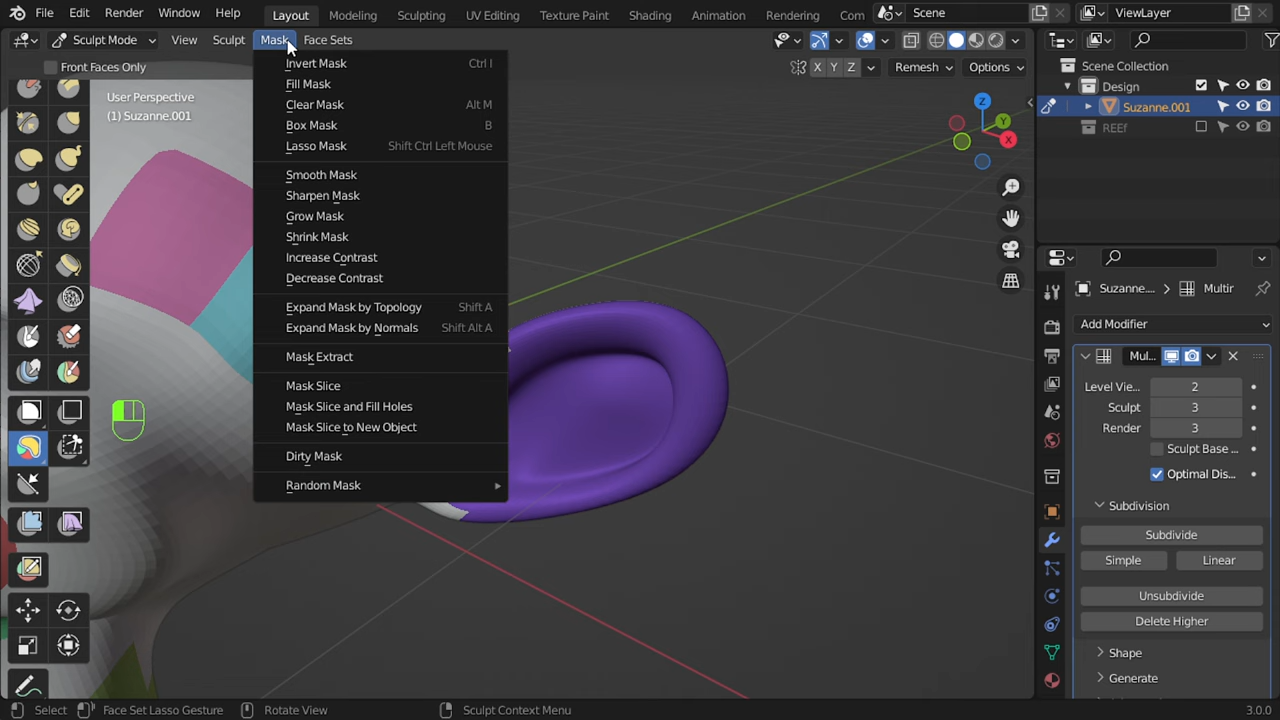 File Edit Render Window Help Layout Modeling Sculpting UV Editing Texture Paint Shading Animation Rendering Com Scene ViewLayer
Sculpt Mode View Sculpt Mask Face Sets
Front Faces Only X Y Z Remesh Options
User Perspective
(1) Suzanne.001
Invert Mask Ctrl I
Fill Mask
Clear Mask Alt M
Box Mask B
Lasso Mask Shift Ctrl Left Mouse
Smooth Mask
Sharpen Mask
Grow Mask
Shrink Mask
Increase Contrast
Decrease Contrast
Expand Mask by Topology Shift A
Expand Mask by Normals Shift Alt A
Mask Extract
Mask Slice
Mask Slice and Fill Holes
Mask Slice to New Object
Dirty Mask
Random Mask
Z
Y
X
Scene Collection
Design
Suzanne.001
REEf
Suzanne.... Multir
Add Modifier
Mul...
Level Vie... 2
Sculpt 3
Render 3
Sculpt Base ...
Optimal Dis...
Subdivision
Subdivide
Simple Linear
Unsubdivide
Delete Higher
Shape
Generate
Select Face Set Lasso Gesture Rotate View Sculpt Context Menu 3.0.0